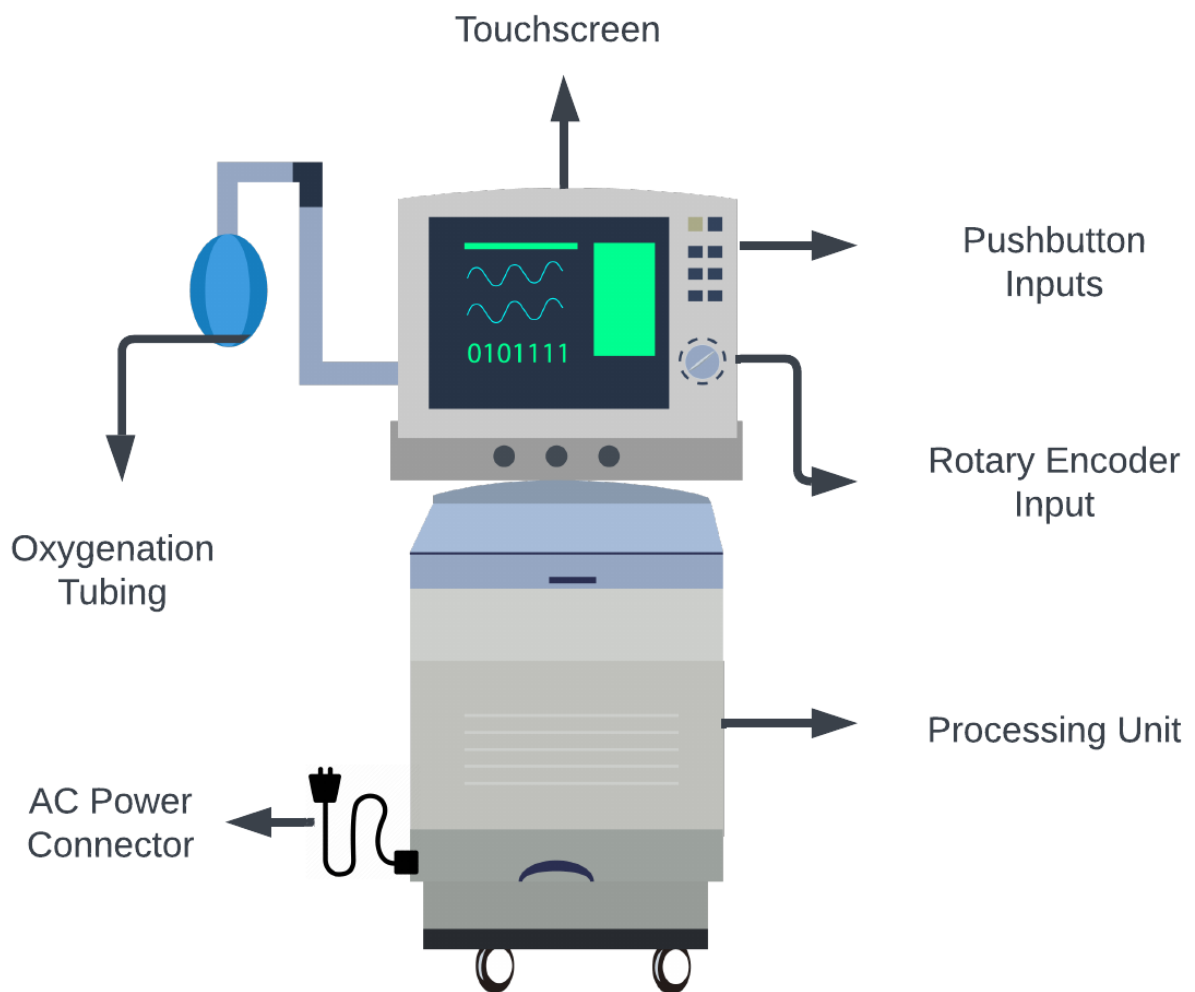 Touchscreen
Pushbutton
Inputs
0101111
Rotary Encoder
Input
Oxygenation
Tubing
Processing Unit
AC Power
Connector